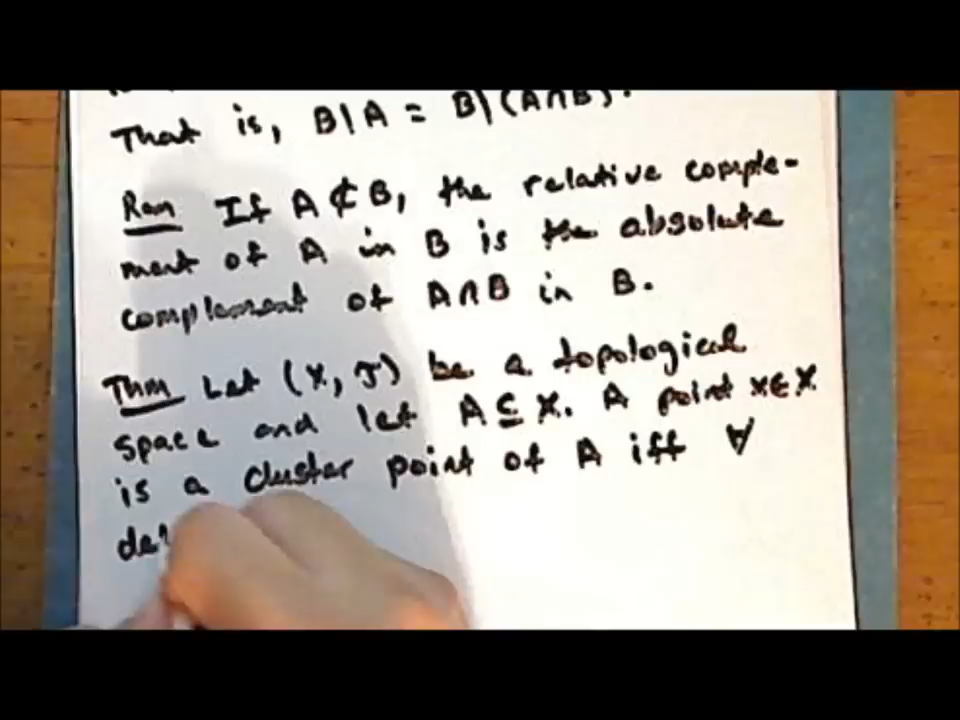 That is, B\A = B\(A∩B).
Rem If A ⊄ B, the relative comple-
ment of A in B is the absolute
complement of A∩B in B.
Thm Let (X, T) be a topological
space and let A ⊆ X. A point x∈X
is a cluster point of A iff ∀